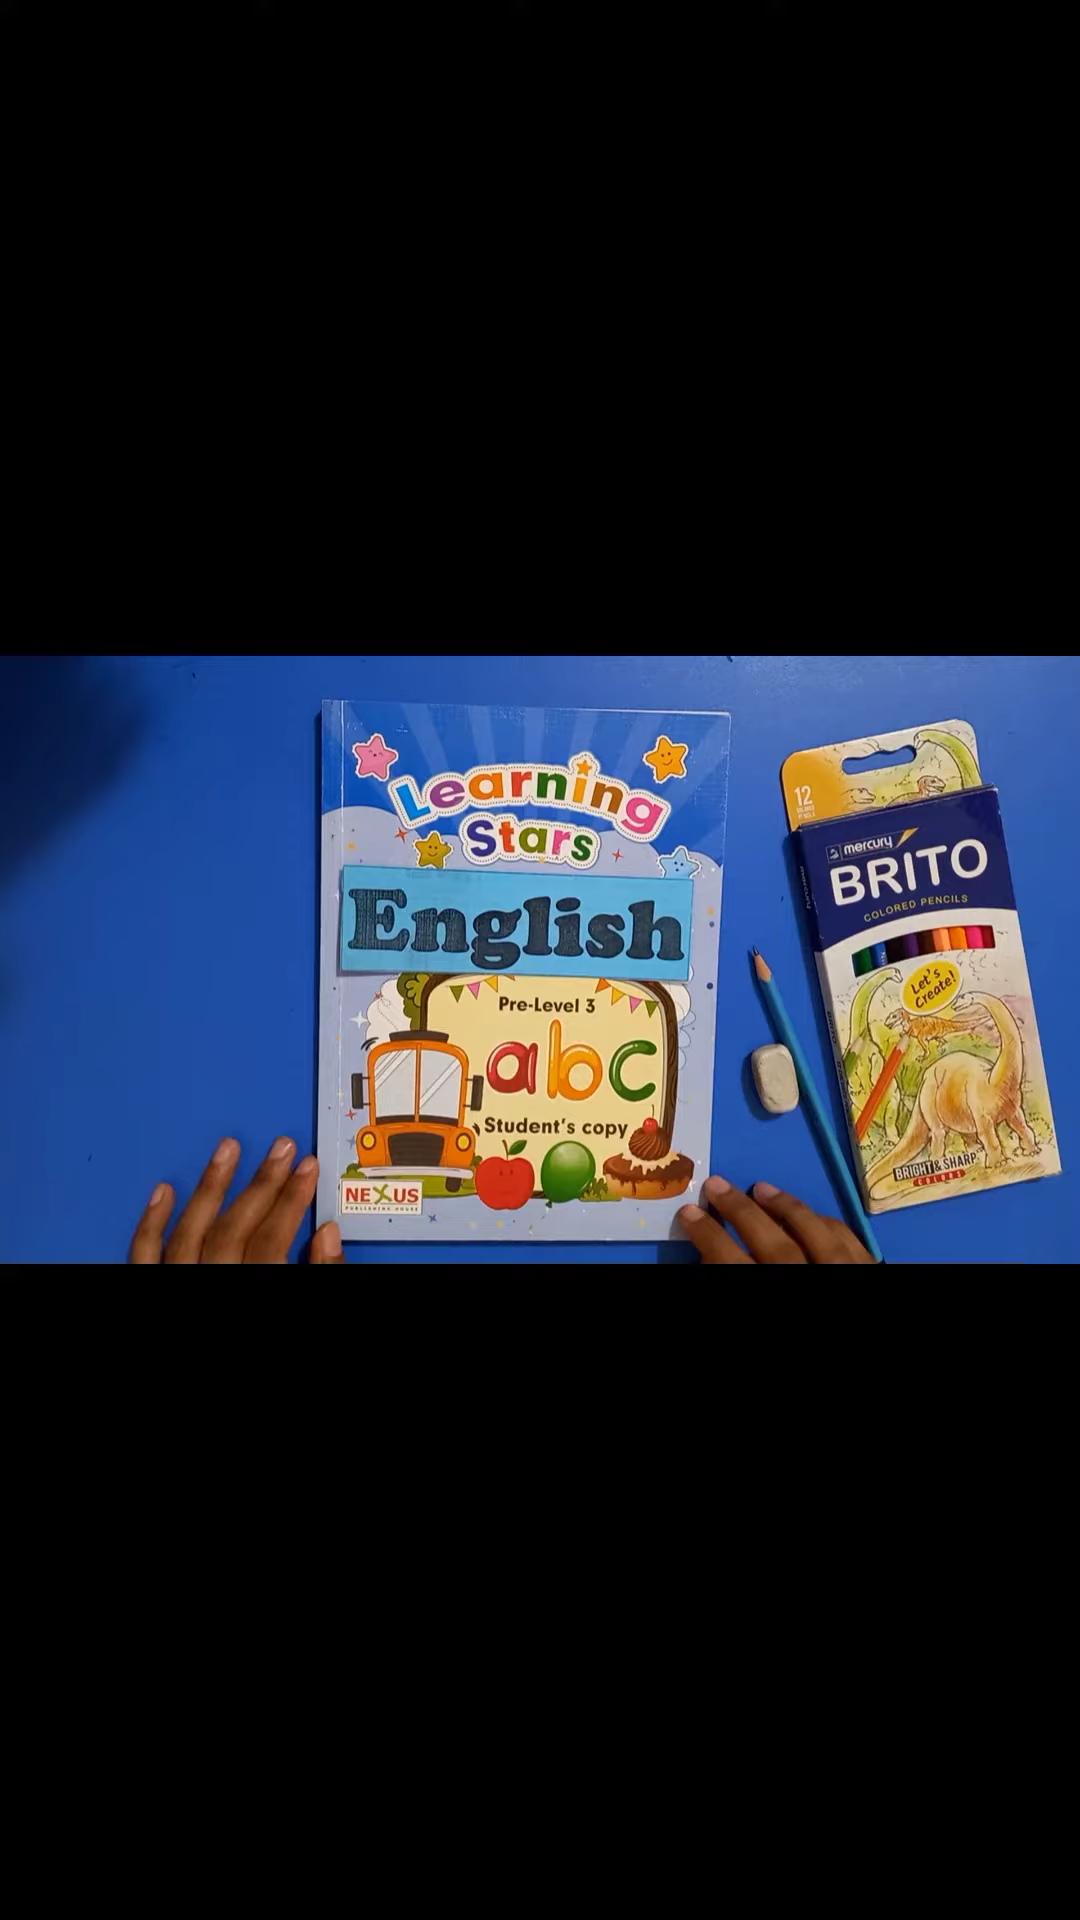 Learning
Stars
English
Pre-Level 3
abc
Student's copy
NEXUS
PUBLISHING HOUSE
12
mercury
BRITO
COLORED PENCILS
Let's
Create!
BRIGHT & SHARP
COLORS